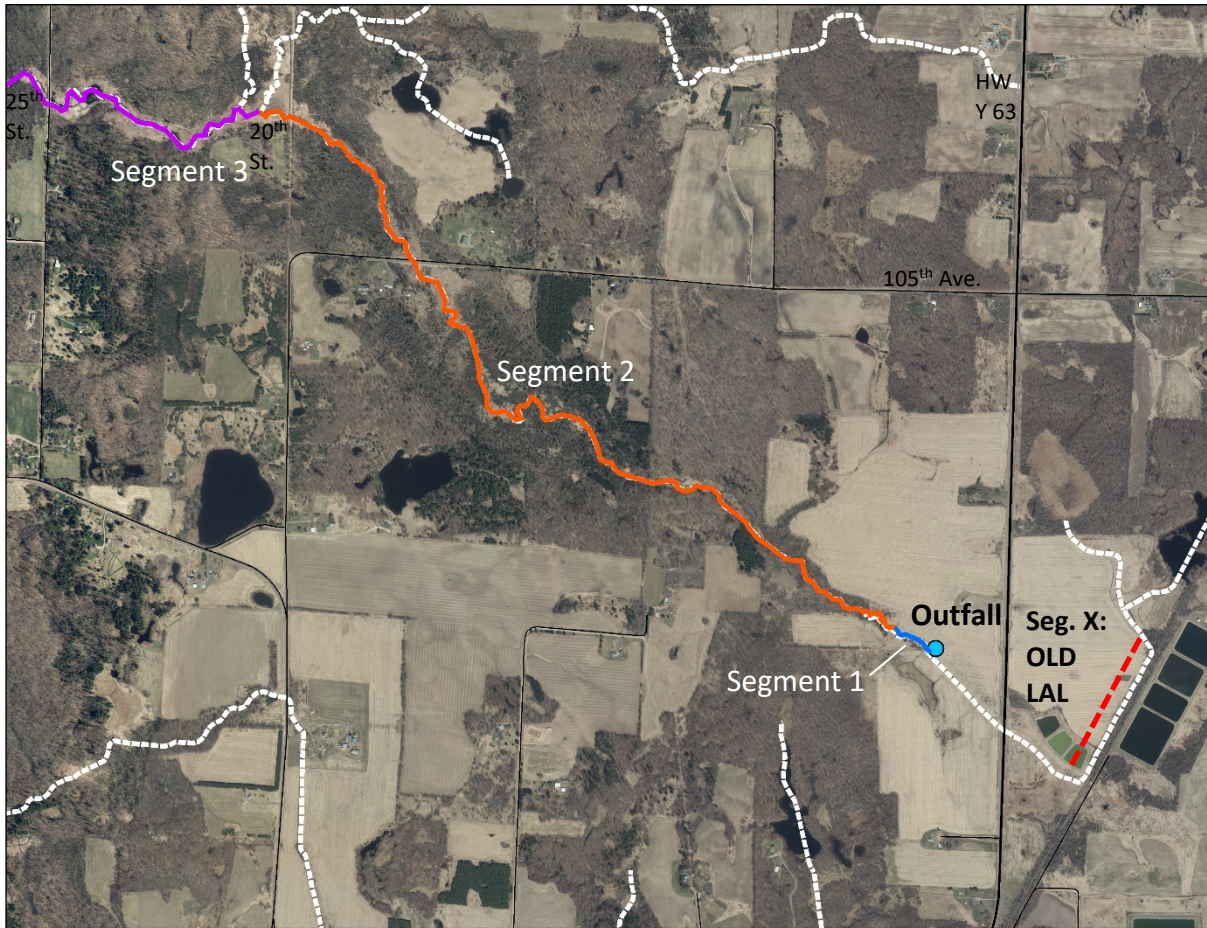 HW
Y 63
25th
St.
20th
St.
Segment 3
105th Ave.
Segment 2
Outfall
Seg. X:
OLD
LAL
Segment 1